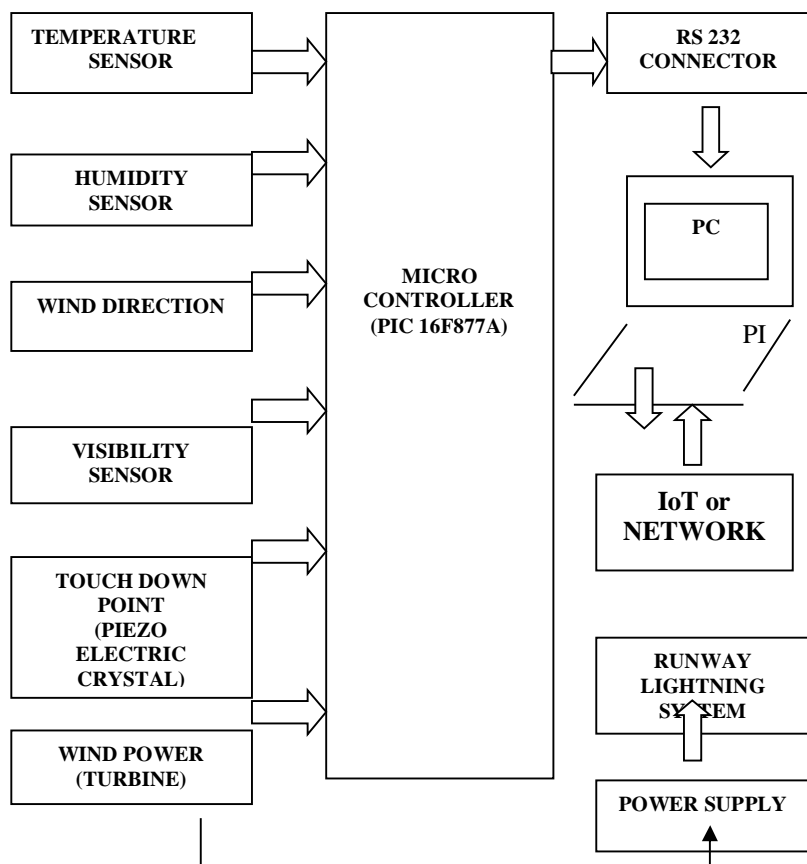 TEMPERATURE
SENSOR
HUMIDITY
SENSOR
WIND DIRECTION
VISIBILITY
SENSOR
TOUCH DOWN
POINT
(PIEZO
ELECTRIC
CRYSTAL)
WIND POWER
(TURBINE)
MICRO
CONTROLLER
(PIC 16F877A)
RS 232
CONNECTOR
PC
PI
IoT or
NETWORK
RUNWAY
LIGHTNING
SYSTEM
POWER SUPPLY